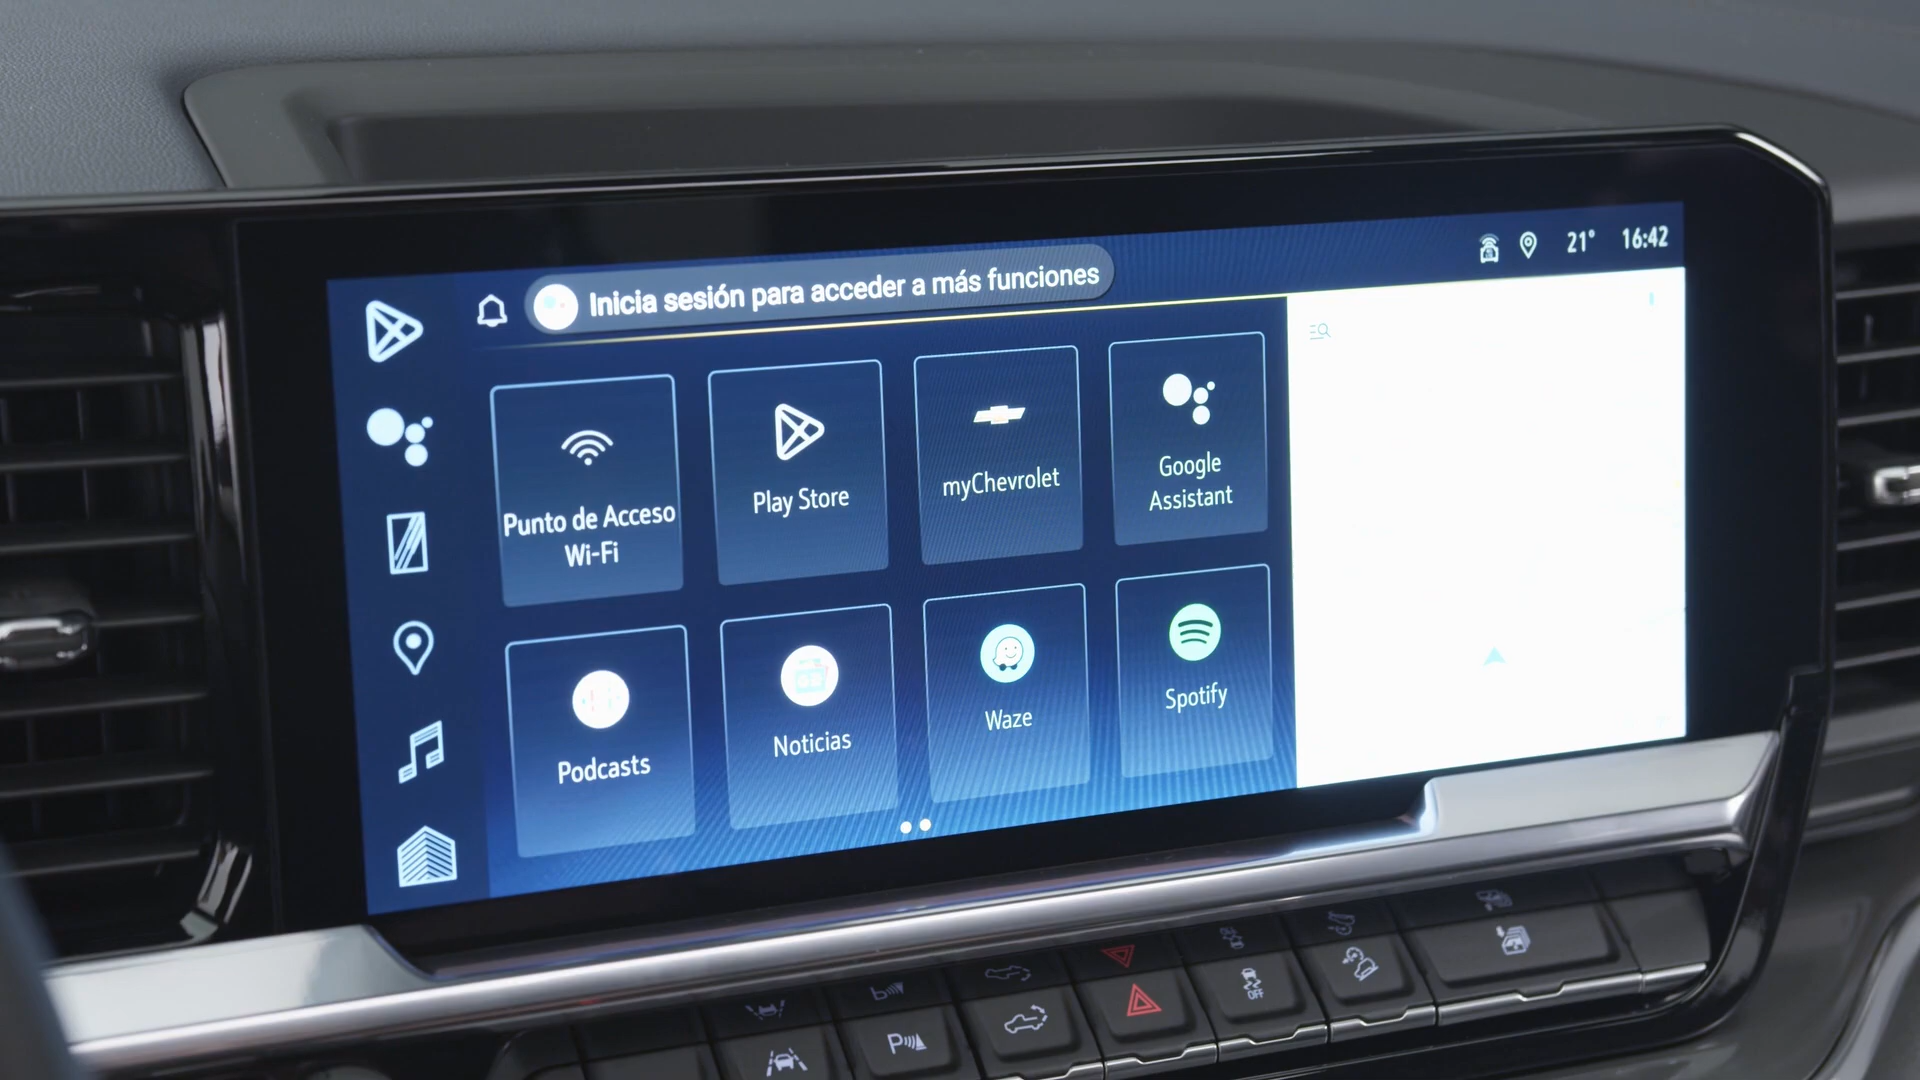 Inicia sesión para acceder a más funciones
21° 16:42
Punto de Acceso
Wi-Fi
Play Store
myChevrolet
Google
Assistant
Podcasts
Noticias
Waze
Spotify
P
OFF